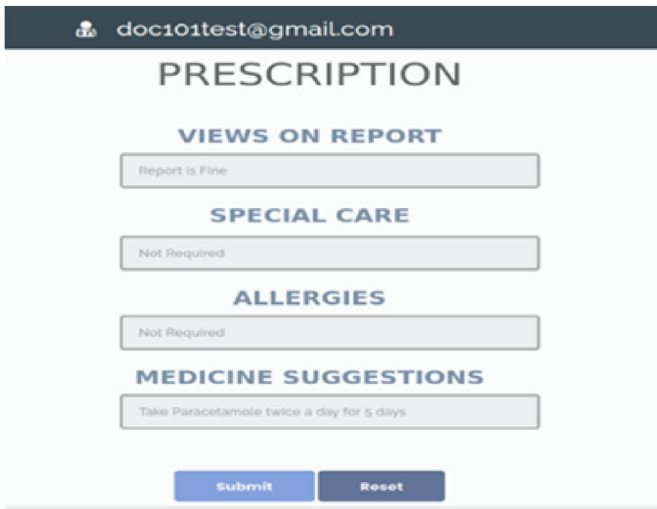 doc101test@gmail.com
PRESCRIPTION
VIEWS ON REPORT
Report is Fine
SPECIAL CARE
Not Required
ALLERGIES
Not Required
MEDICINE SUGGESTIONS
Take Paracetamole twice a day for 5 days
Submit Reset